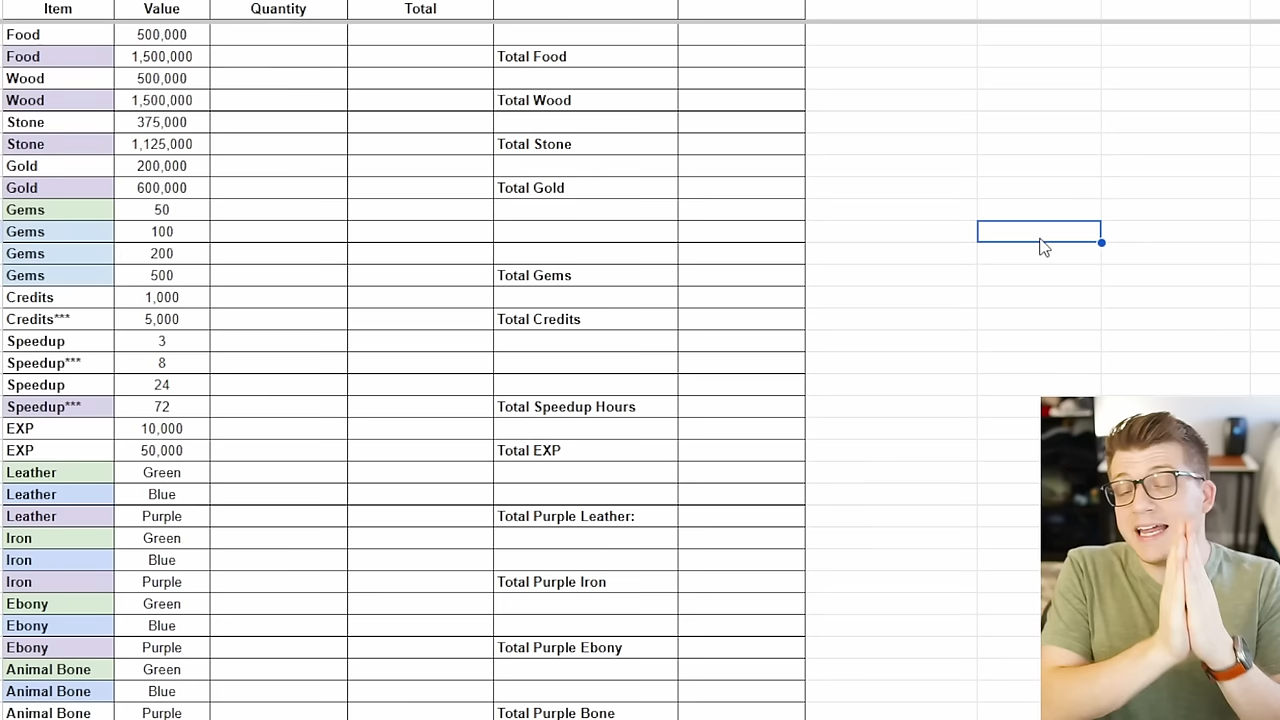 Item Value Quantity Total
Food 500,000
Food 1,500,000 Total Food
Wood 500,000
Wood 1,500,000 Total Wood
Stone 375,000
Stone 1,125,000 Total Stone
Gold 200,000
Gold 600,000 Total Gold
Gems 50
Gems 100
Gems 200
Gems 500 Total Gems
Credits 1,000
Credits*** 5,000 Total Credits
Speedup 3
Speedup*** 8
Speedup 24
Speedup*** 72 Total Speedup Hours
EXP 10,000
EXP 50,000 Total EXP
Leather Green
Leather Blue
Leather Purple Total Purple Leather:
Iron Green
Iron Blue
Iron Purple Total Purple Iron
Ebony Green
Ebony Blue
Ebony Purple Total Purple Ebony
Animal Bone Green
Animal Bone Blue
Animal Bone Purple Total Purple Bone